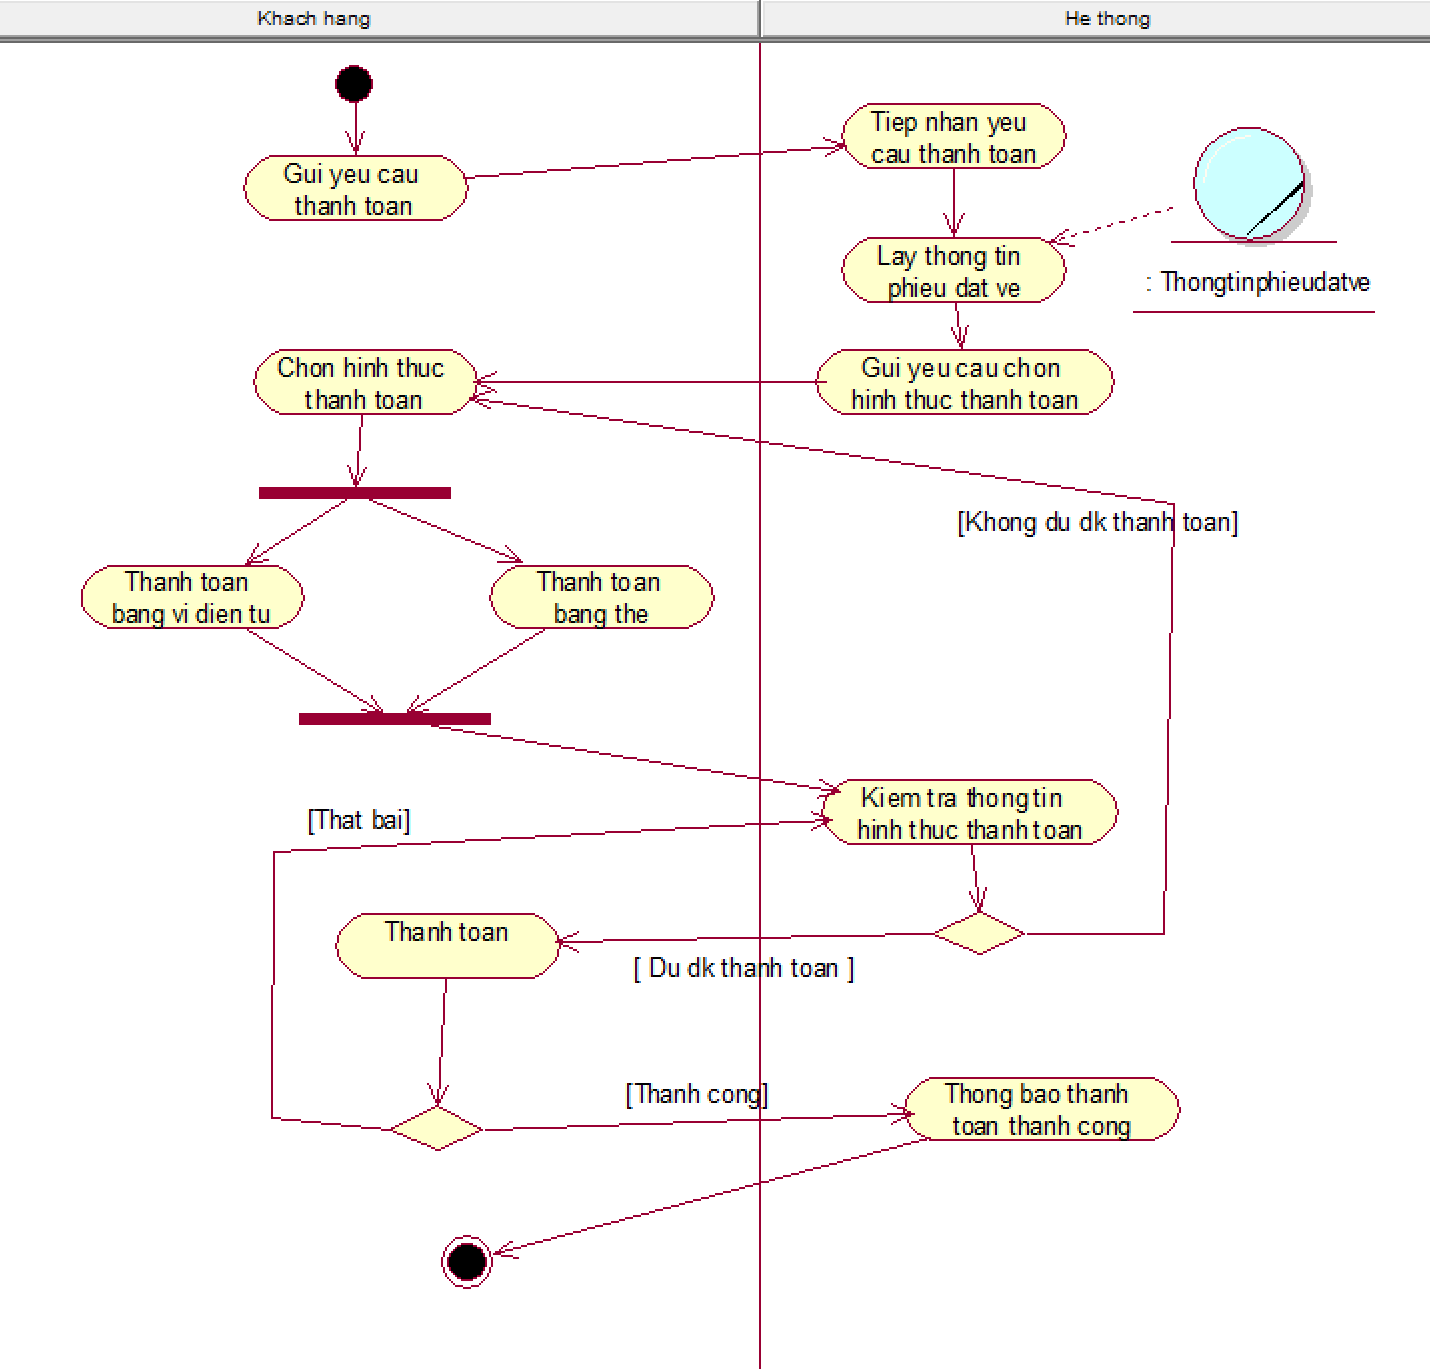 Khach hang
He thong
Gui yeu cau
thanh toan
Tiep nhan yeu
cau thanh toan
Lay thong tin
phieu dat ve
: Thongtinphieudatve
Chon hinh thuc
thanh toan
Gui yeu cau chon
hinh thuc thanh toan
[Khong du dk thanh toan]
Thanh toan
bang vi dien tu
Thanh toan
bang the
Kiem tra thong tin
hinh thuc thanh toan
[That bai]
Thanh toan
[ Du dk thanh toan ]
[Thanh cong]
Thong bao thanh
toan thanh cong